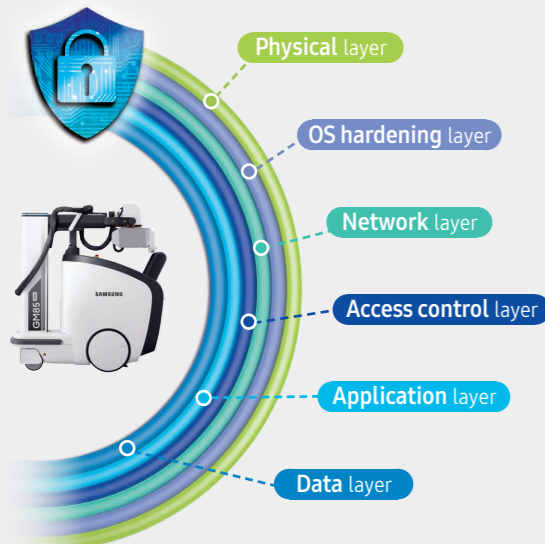 Physical layer
OS hardening layer
Network layer
SAMSUNG
GM85
Access control layer
Application layer
Data layer